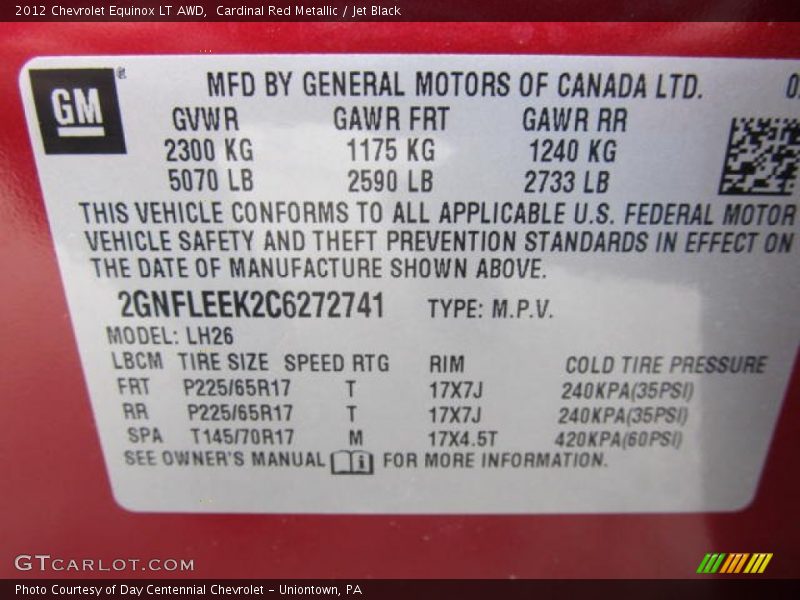 2012 Chevrolet Equinox LT AWD,  Cardinal Red Metallic / Jet Black
GM
MFD BY GENERAL MOTORS OF CANADA LTD.
GVWR GAWR FRT GAWR RR
2300 KG 1175 KG 1240 KG
5070 LB 2590 LB 2733 LB
THIS VEHICLE CONFORMS TO ALL APPLICABLE U.S. FEDERAL MOTOR
VEHICLE SAFETY AND THEFT PREVENTION STANDARDS IN EFFECT ON
THE DATE OF MANUFACTURE SHOWN ABOVE.
2GNFLEEK2C6272741 TYPE: M.P.V.
MODEL: LH26
LBCM TIRE SIZE SPEED RTG RIM COLD TIRE PRESSURE
FRT P225/65R17 T 17X7J 240KPA(35PSI)
RR P225/65R17 T 17X7J 240KPA(35PSI)
SPA T145/70R17 M 17X4.5T 420KPA(60PSI)
SEE OWNER'S MANUAL FOR MORE INFORMATION.
GTCARLOT.COM
Photo Courtesy of Day Centennial Chevrolet - Uniontown, PA